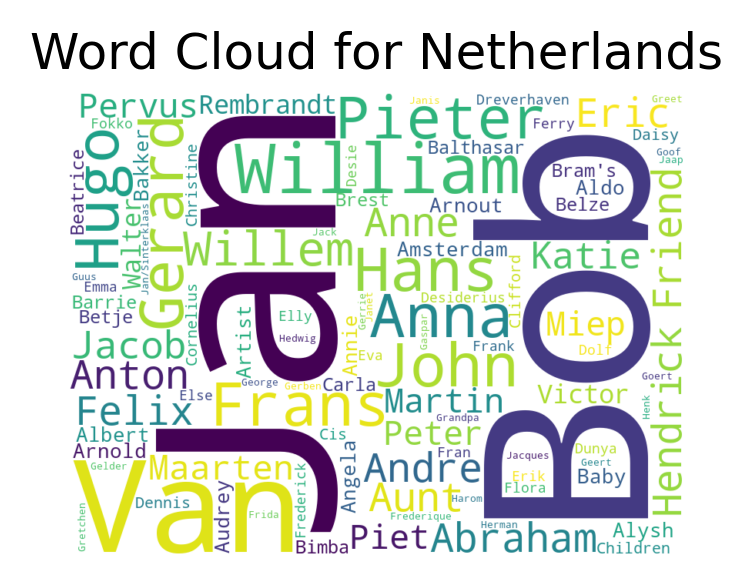 Word Cloud for Netherlands
Janis
Dreverhaven
Greet
Pervus
Rembrandt
Pieter
Eric
Fokko
Ferry
Daisy
Hugo
Gerard
Jan
William
Desie
Balthasar
Bob
Goof
Jaap
Beatrice
Jan/Sinterklaas
Bakker
Christine
Bram's
Aldo
Belze
Brest
Arnout
Walter
Anne
Hendrick Friend
Jack
Willem
Amsterdam
Katie
Guus
Emma
Hans
Clifford
Barrie
Betje
Cornelius
Artist
Elly
Janet
Gerrie
Desiderius
Anna
Miep
Hedwig
Annie
Gaspar
Frank
Dolf
Jacob
Eva
John
Anton
George
Gerben
Carla
Goert
Else
Frans
Martin
Victor
Henk
Felix
Grandpa
Albert
Cis
Peter
Arnold
Fran
Jacques
Dunya
Geert
Gelder
Maarten
Angela
Andre
Erik
Baby
Van
Audrey
Frederick
Aunt
Harom
Flora
Dennis
Frida
Frederique
Gretchen
Herman
Alysh
Bimba
Piet
Abraham
Children